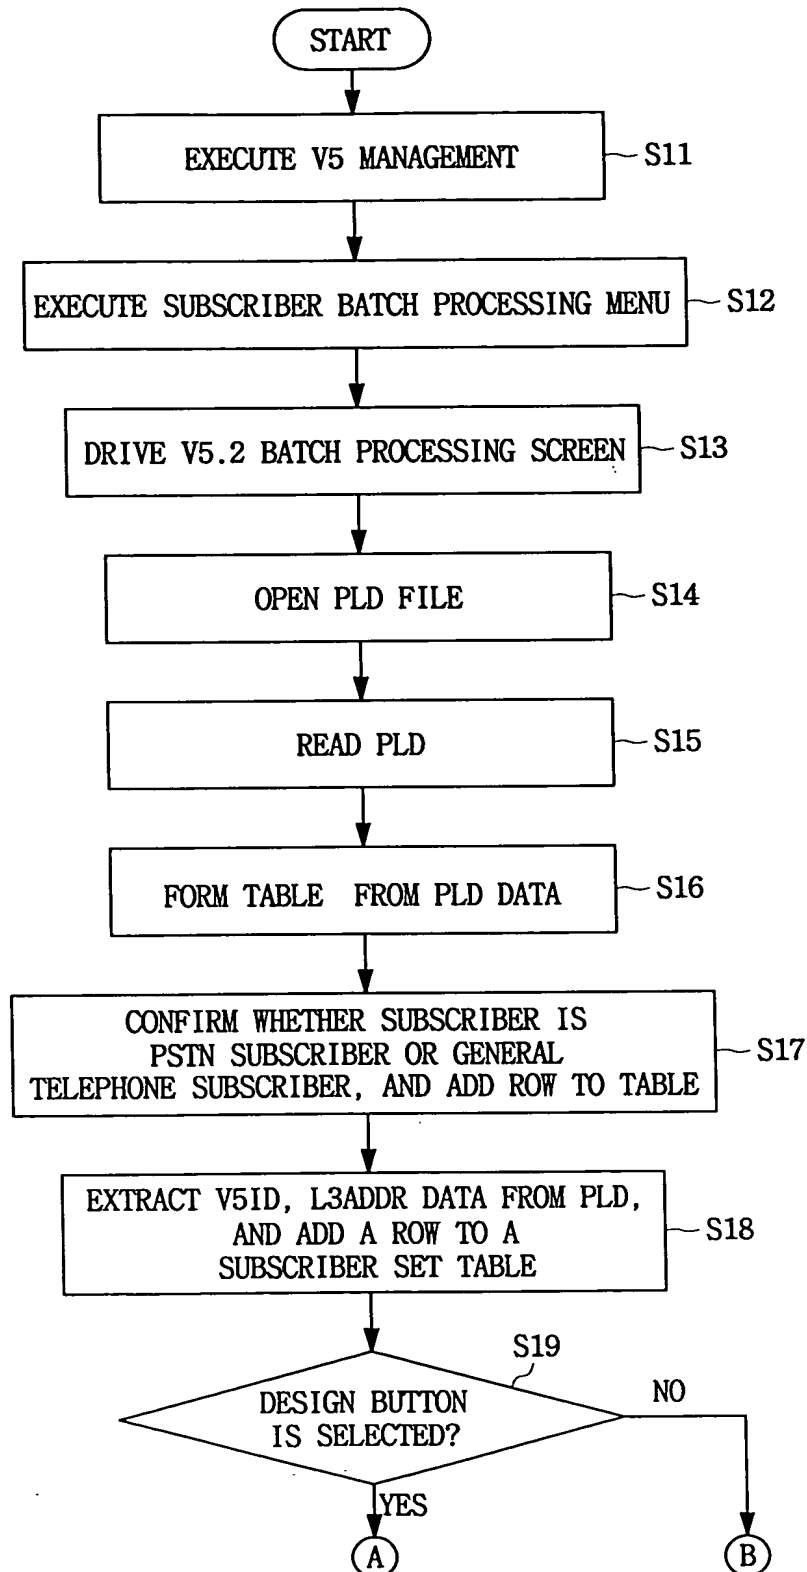 START
EXECUTE V5 MANAGEMENT
S11
EXECUTE SUBSCRIBER BATCH PROCESSING MENU
S12
DRIVE V5.2 BATCH PROCESSING SCREEN
S13
OPEN PLD FILE
S14
READ PLD
S15
FORM TABLE FROM PLD DATA
S16
CONFIRM WHETHER SUBSCRIBER IS
PSTN SUBSCRIBER OR GENERAL
TELEPHONE SUBSCRIBER, AND ADD ROW TO TABLE
S17
EXTRACT V5ID, L3ADDR DATA FROM PLD,
AND ADD A ROW TO A
SUBSCRIBER SET TABLE
S18
S19
DESIGN BUTTON
IS SELECTED?
NO
YES
A
B